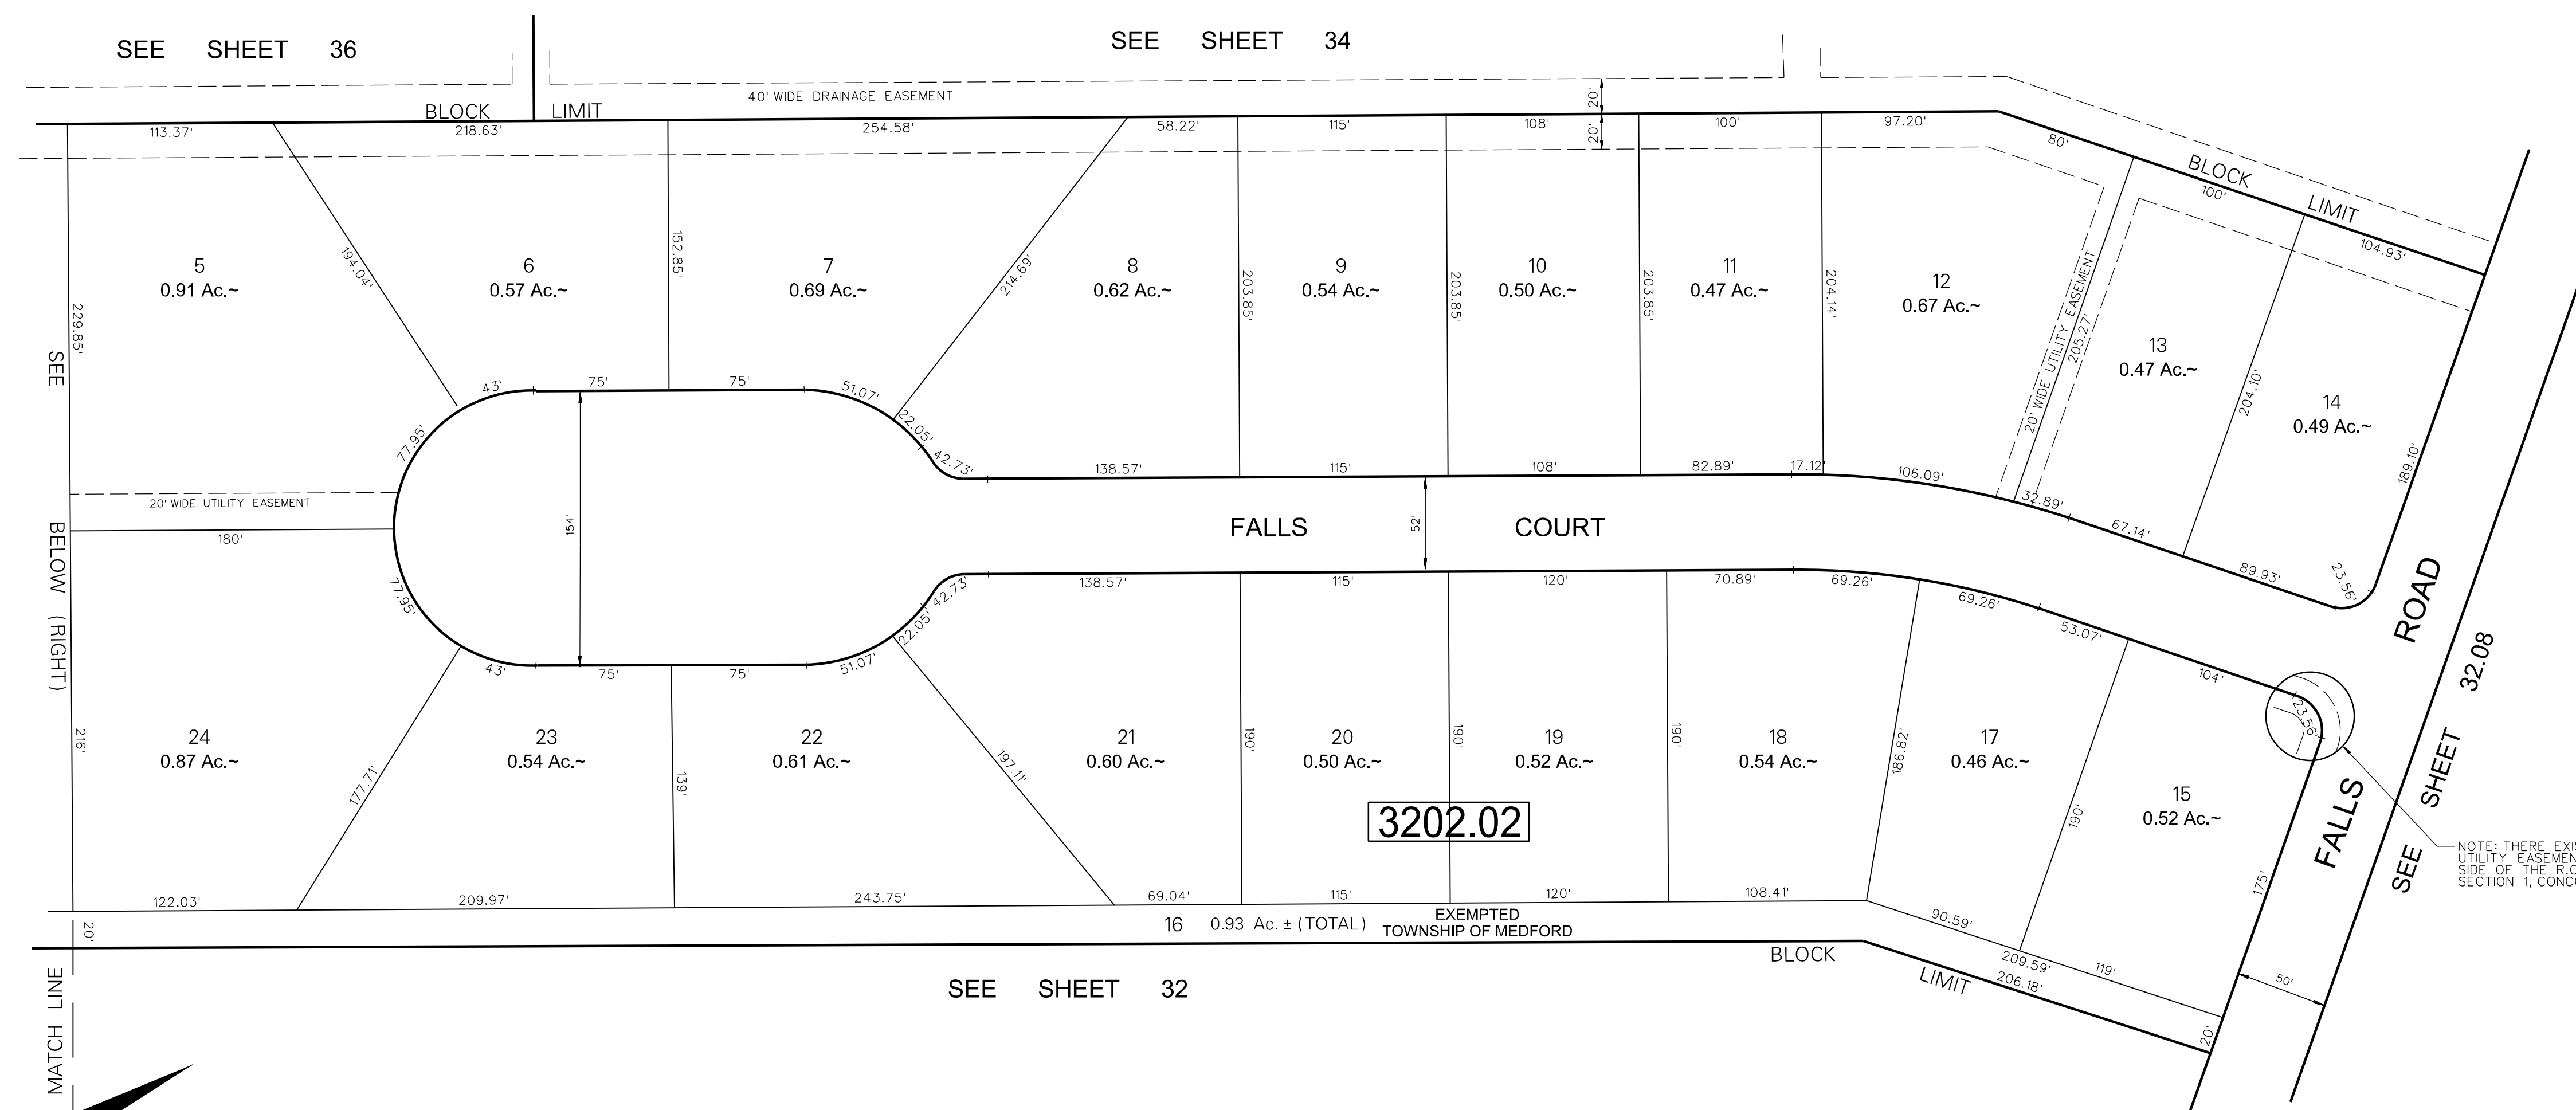 SEE SHEET 36
SEE SHEET 34
40' WIDE DRAINAGE EASEMENT
20'
20'
BLOCK LIMIT
113.37'
218.63'
254.58'
58.22'
115'
108'
100'
97.20'
80'
BLOCK LIMIT
100'
104.93'
229.85'
194.04'
152.85'
214.69'
203.85'
203.85'
203.85'
204.14'
205.27'
20' WIDE UTILITY EASEMENT
204.10'
189.10'
5
0.91 Ac.~
6
0.57 Ac.~
7
0.69 Ac.~
8
0.62 Ac.~
9
0.54 Ac.~
10
0.50 Ac.~
11
0.47 Ac.~
12
0.67 Ac.~
13
0.47 Ac.~
14
0.49 Ac.~
SEE BELOW (RIGHT)
43'
75'
75'
51.07'
22.05'
42.73'
77.95'
138.57'
115'
108'
82.89'
17.12'
106.09'
32.89'
67.14'
89.93'
23.56'
20' WIDE UTILITY EASEMENT
180'
154'
52'
FALLS COURT
77.95'
43'
75'
75'
51.07'
22.05'
42.73'
138.57'
115'
120'
70.89'
69.26'
69.26'
53.07'
104'
23.56'
FALLS ROAD
SEE SHEET 32.08
216'
177.71'
139'
197.11'
190'
190'
190'
186.82'
190'
175'
24
0.87 Ac.~
23
0.54 Ac.~
22
0.61 Ac.~
21
0.60 Ac.~
20
0.50 Ac.~
19
0.52 Ac.~
18
0.54 Ac.~
17
0.46 Ac.~
15
0.52 Ac.~
3202.02
NOTE: THERE
UTILITY
SIDE OF THE
SECTION 1,
122.03'
209.97'
243.75'
69.04'
115'
120'
108.41'
90.59'
119'
20'
16 0.93 Ac. ± (TOTAL)
EXEMPTED
TOWNSHIP OF MEDFORD
209.59'
206.18'
20'
50'
BLOCK LIMIT
SEE SHEET 32
MATCH LINE